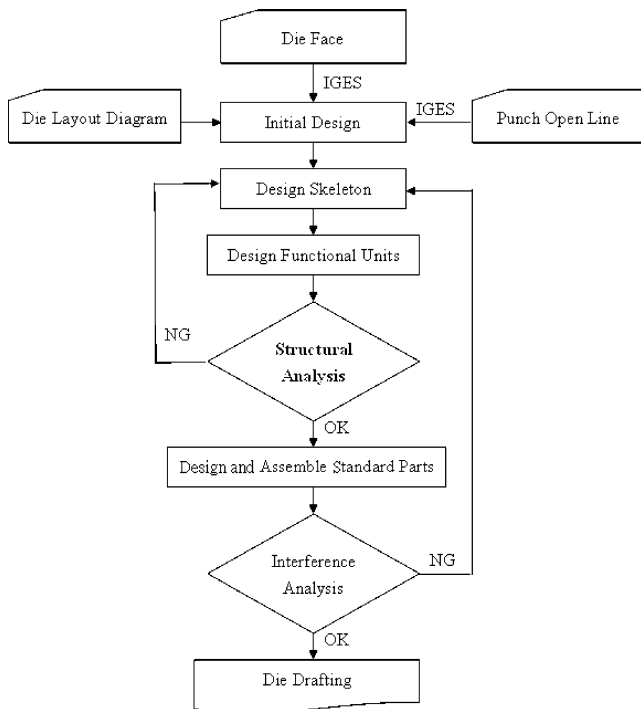 Die Face
IGES
Die Layout Diagram
Initial Design
IGES
Punch Open Line
Design Skeleton
Design Functional Units
NG
Structural
Analysis
OK
Design and Assemble Standard Parts
Interference
Analysis
NG
OK
Die Drafting